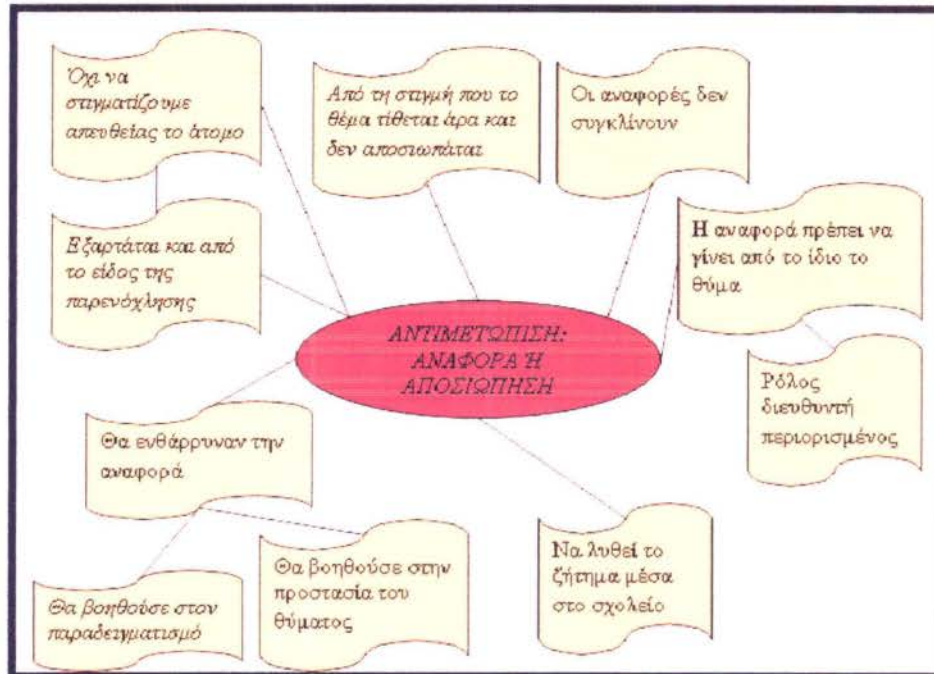 Όχι να
στιγματίζουμε
απευθείας το άτομο
Από τη στιγμή που το
θέμα τίθεται άρα και
δεν αποσιωπάται
Οι αναφορές δεν
συγκλίνουν
Εξαρτάται και από
το είδος της
παρενόχλησης
Η αναφορά πρέπει να
γίνει από το ίδιο το
θύμα
ΑΝΤΙΜΕΤΩΠΙΣΗ:
ΑΝΑΦΟΡΑ Ή
ΑΠΟΣΙΩΠΗΣΗ
Ρόλος
διευθυντή
περιορισμένος
Θα ενθάρρυναν την
αναφορά
Θα βοηθούσε στον
παραδειγματισμό
Θα βοηθούσε στην
προστασία του
θύματος
Να λυθεί το
ζήτημα μέσα
στο σχολείο